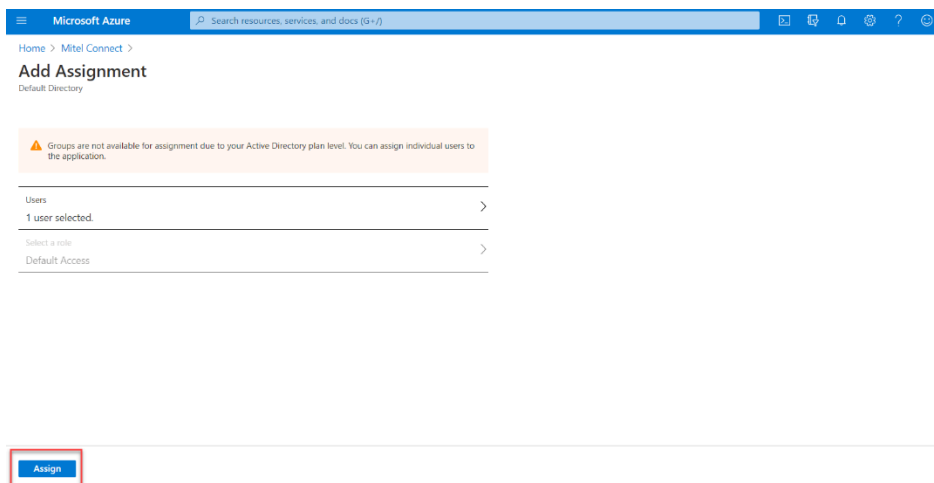 Microsoft Azure
Search resources, services, and docs (G+/)
Home > Mitel Connect >
Add Assignment
Default Directory
Groups are not available for assignment due to your Active Directory plan level. You can assign individual users to
the application.
Users
1 user selected.
Select a role
Default Access
Assign